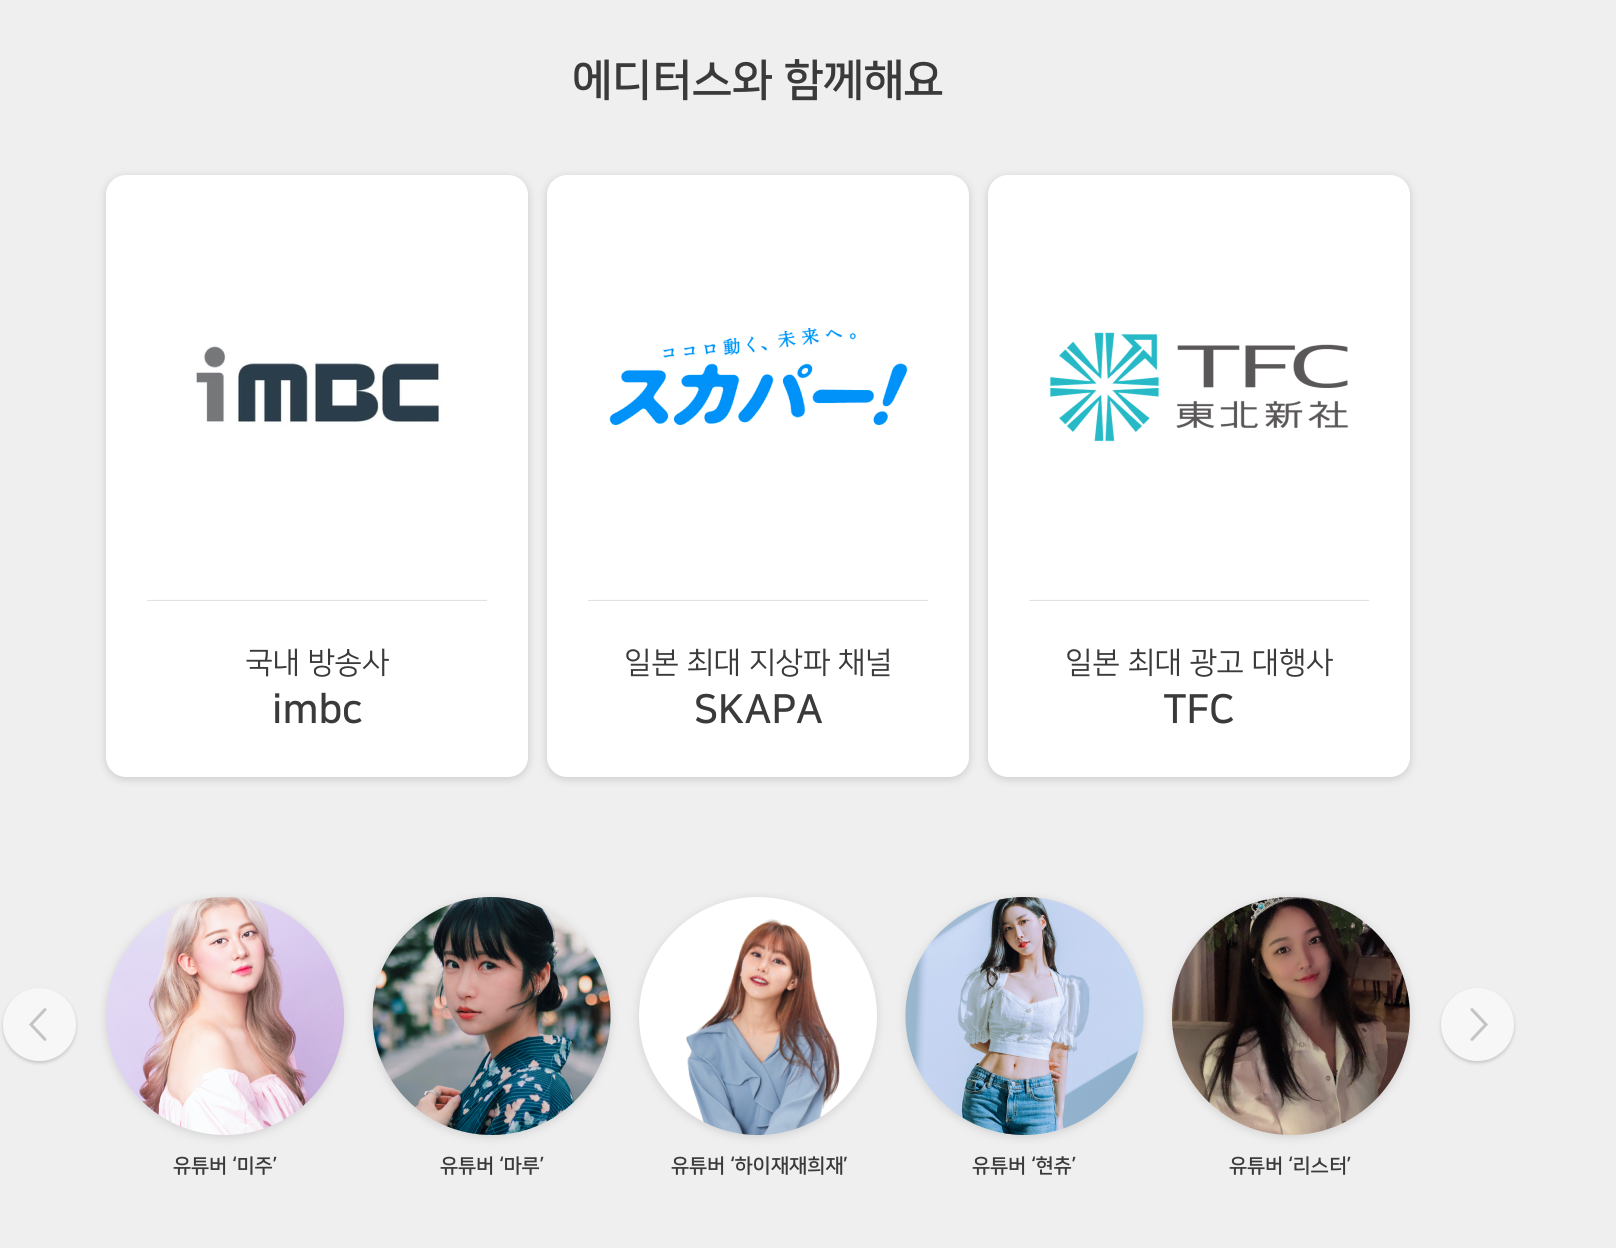 에디터스와 함께해요
imBC
ココロ動く、未来へ。
スカパー!
TFC
東北新社
국내 방송사
imbc
일본 최대 지상파 채널
SKAPA
일본 최대 광고 대행사
TFC
유튜버 ‘미주’
유튜버 ‘마루’
유튜버 ‘하이재재희재’
유튜버 ‘현츄’
유튜버 ‘리스터’